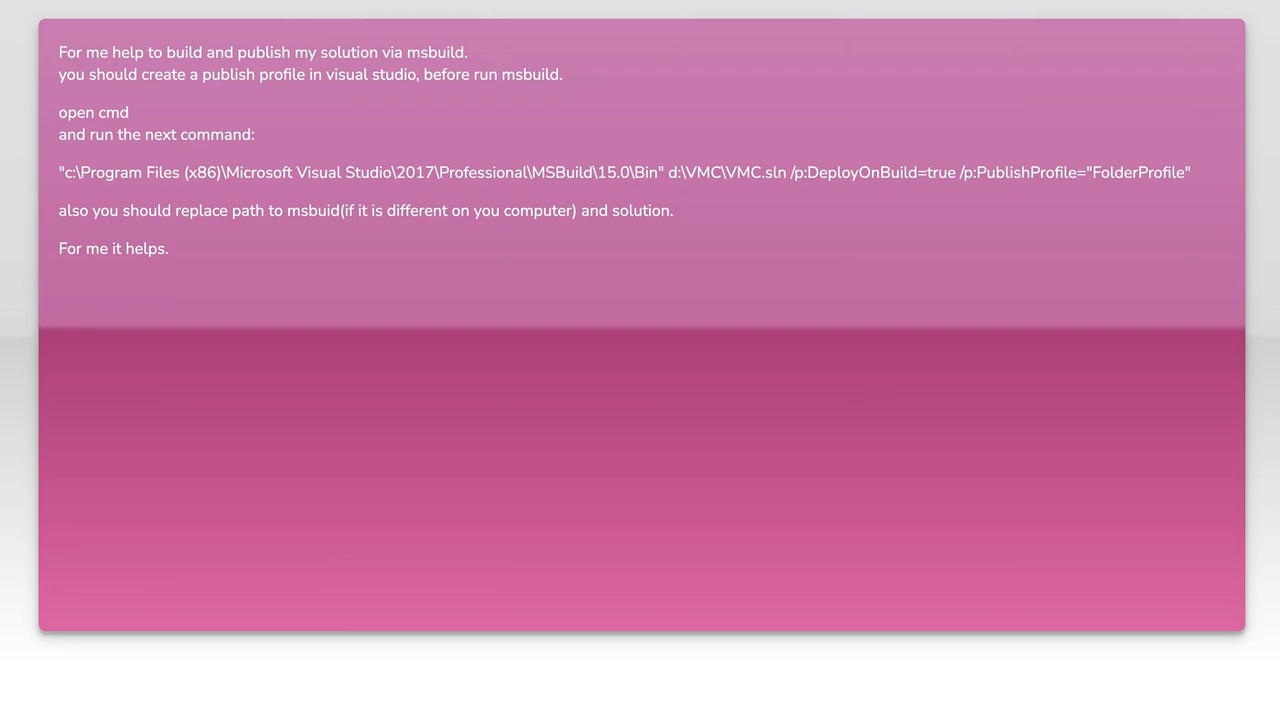 For me help to build and publish my solution via msbuild.
you should create a publish profile in visual studio, before run msbuild.
open cmd
and run the next command:
"c:\Program Files (x86)\Microsoft Visual Studio\2017\Professional\MSBuild\15.0\Bin" d:\VMC\VMC.sln /p:DeployOnBuild=true /p:PublishProfile="FolderProfile"
also you should replace path to msbuid(if it is different on you computer) and solution.
For me it helps.